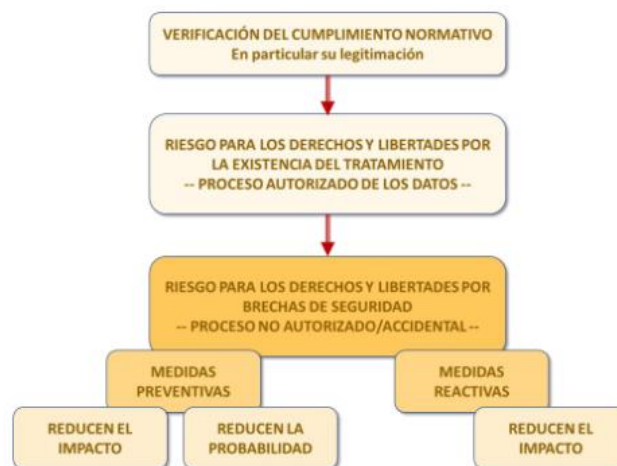 VERIFICACIÓN DEL CUMPLIMIENTO NORMATIVO
En particular su legitimación
RIESGO PARA LOS DERECHOS Y LIBERTADES POR
LA EXISTENCIA DEL TRATAMIENTO
-- PROCESO AUTORIZADO DE LOS DATOS --
RIESGO PARA LOS DERECHOS Y LIBERTADES POR
BRECHAS DE SEGURIDAD
-- PROCESO NO AUTORIZADO/ACCIDENTAL--
MEDIDAS
PREVENTIVAS
MEDIDAS
REACTIVAS
REDUCEN EL
IMPACTO
REDUCEN LA
PROBABILIDAD
REDUCEN EL
IMPACTO